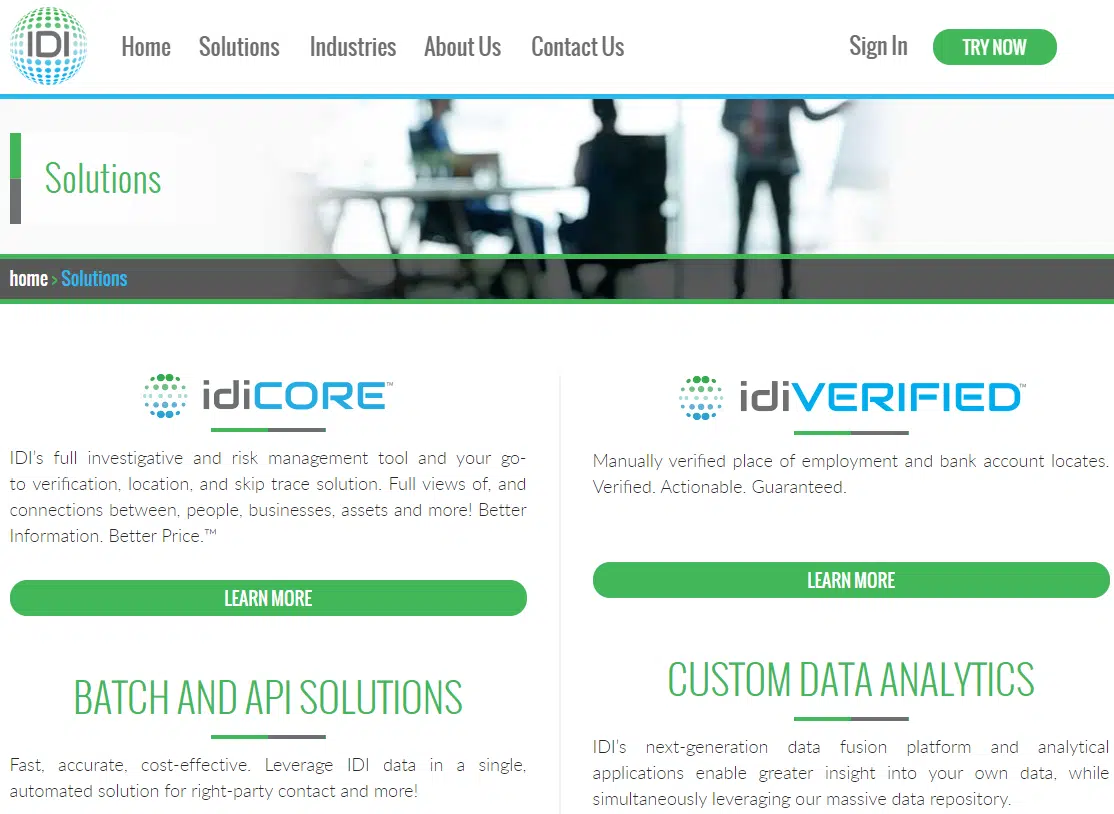 IDI
Home Solutions Industries About Us Contact Us Sign In TRY NOW
Solutions
home > Solutions
idiCORE™
IDI's full investigative and risk management tool and your go-
to verification, location, and skip trace solution. Full views of, and
connections between, people, businesses, assets and more! Better
Information. Better Price.™
LEARN MORE
idiVERIFIED™
Manually verified place of employment and bank account locates.
Verified. Actionable. Guaranteed.
LEARN MORE
BATCH AND API SOLUTIONS
Fast, accurate, cost-effective. Leverage IDI data in a single,
automated solution for right-party contact and more!
CUSTOM DATA ANALYTICS
IDI's next-generation data fusion platform and analytical
applications enable greater insight into your own data, while
simultaneously leveraging our massive data repository.